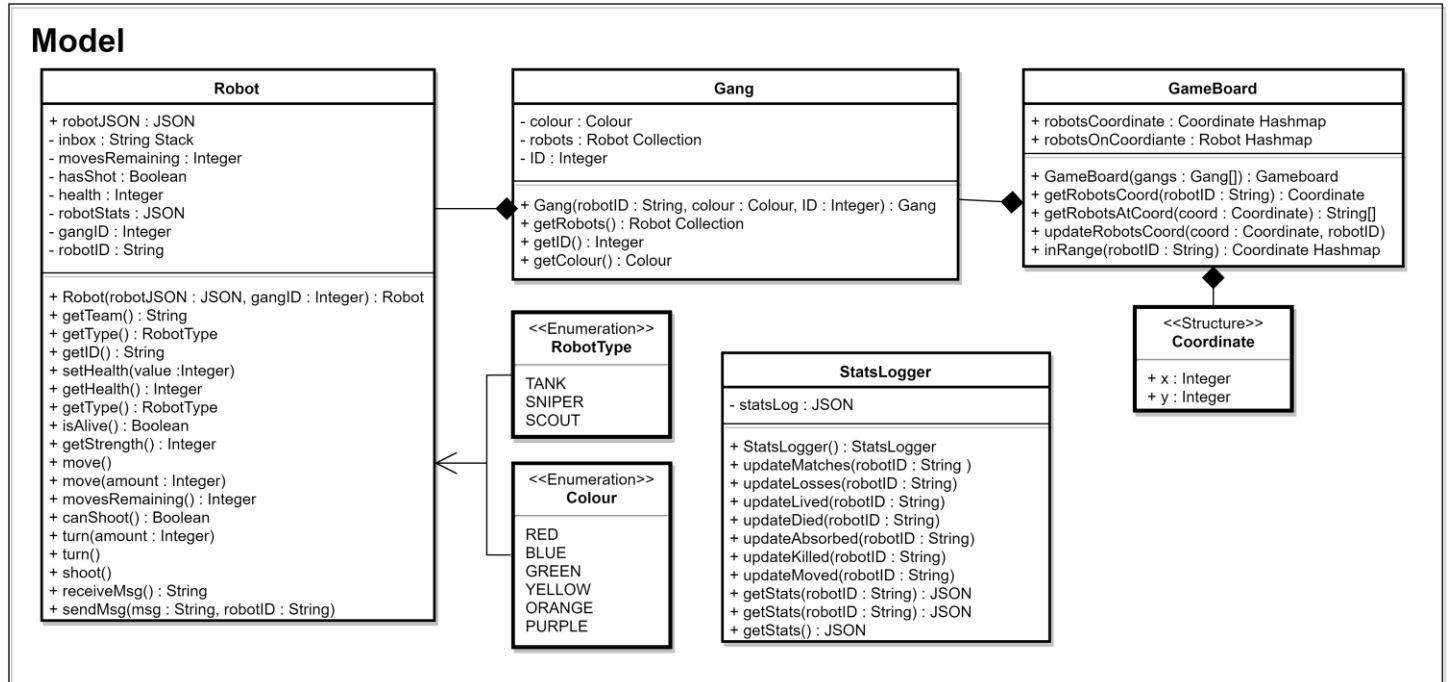 Model
Robot
+ robotJSON : JSON
- inbox : String Stack
- movesRemaining : Integer
- hasShot : Boolean
- health : Integer
- robotStats : JSON
- gangID : Integer
- robotID : String
+ Robot(robotJSON : JSON, gangID : Integer) : Robot
+ getTeam() : String
+ getType() : RobotType
+ getID() : String
+ setHealth(value :Integer)
+ getHealth() : Integer
+ getType() : RobotType
+ isAlive() : Boolean
+ getStrength() : Integer
+ move()
+ move(amount : Integer)
+ movesRemaining() : Integer
+ canShoot() : Boolean
+ turn(amount : Integer)
+ turn()
+ shoot()
+ receiveMsg() : String
+ sendMsg(msg : String, robotID : String)
Gang
- colour : Colour
- robots : Robot Collection
- ID : Integer
+ Gang(robotID : String, colour : Colour, ID : Integer) : Gang
+ getRobots() : Robot Collection
+ getID() : Integer
+ getColour() : Colour
GameBoard
+ robotsCoordinate : Coordinate Hashmap
+ robotsOnCoordiante : Robot Hashmap
+ GameBoard(gangs : Gang[]) : Gameboard
+ getRobotsCoord(robotID : String) : Coordinate
+ getRobotsAtCoord(coord : Coordinate) : String[]
+ updateRobotsCoord(coord : Coordinate, robotID)
+ inRange(robotID : String) : Coordinate Hashmap
<<Enumeration>>
RobotType
TANK
SNIPER
SCOUT
<<Enumeration>>
Colour
RED
BLUE
GREEN
YELLOW
ORANGE
PURPLE
StatsLogger
- statsLog : JSON
+ StatsLogger() : StatsLogger
+ updateMatches(robotID : String )
+ updateLosses(robotID : String)
+ updateLived(robotID : String)
+ updateDied(robotID : String)
+ updateAbsorbed(robotID : String)
+ updateKilled(robotID : String)
+ updateMoved(robotID : String)
+ getStats(robotID : String) : JSON
+ getStats(robotID : String) : JSON
+ getStats() : JSON
<<Structure>>
Coordinate
+ x : Integer
+ y : Integer